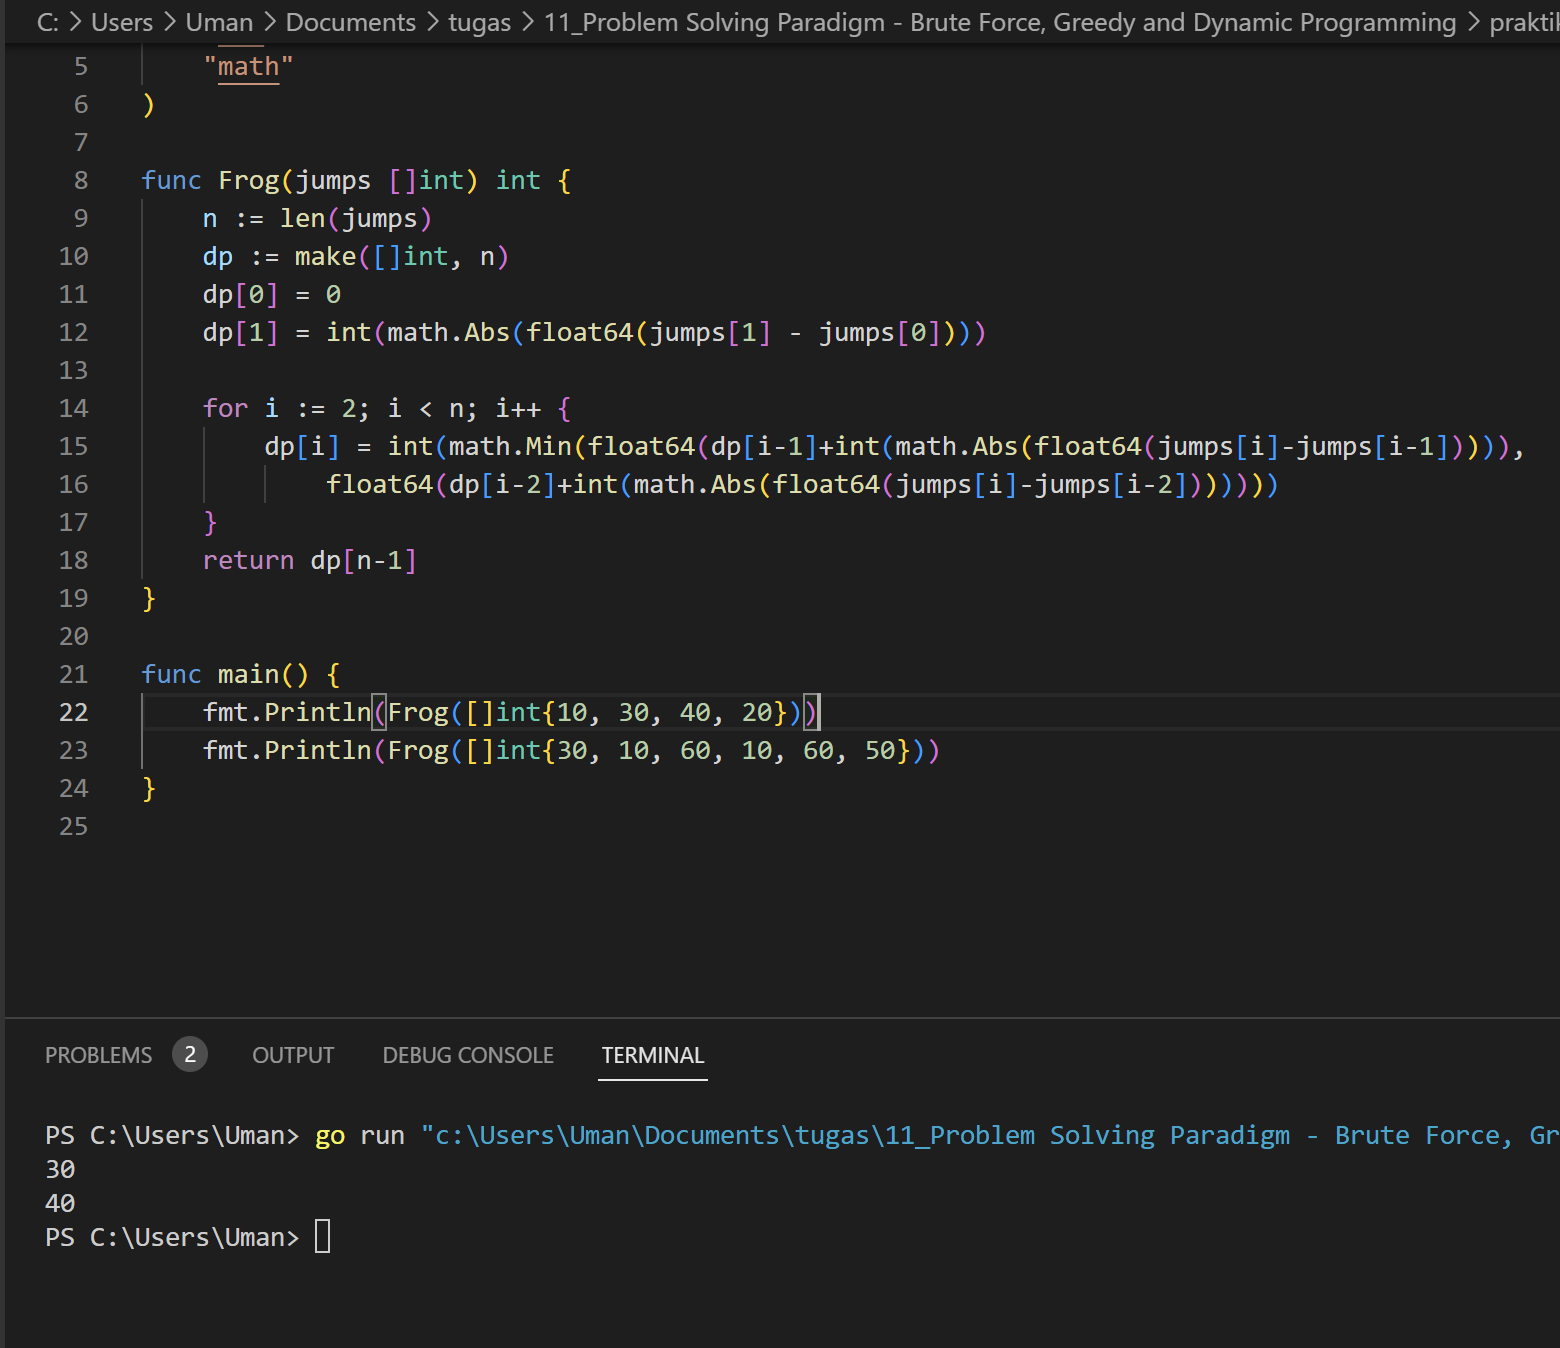 C: > Users > Uman > Documents > tugas > 11_Problem Solving Paradigm - Brute Force, Greedy and Dynamic Programming >
5 "math"
6 )
7
8 func Frog(jumps []int) int {
9 n := len(jumps)
10 dp := make([]int, n)
11 dp[0] = 0
12 dp[1] = int(math.Abs(float64(jumps[1] - jumps[0])))
13
14 for i := 2; i < n; i++ {
15 dp[i] = int(math.Min(float64(dp[i-1]+int(math.Abs(float64(jumps[i]-jumps[i-1])))),
16 float64(dp[i-2]+int(math.Abs(float64(jumps[i]-jumps[i-2]))))))
17 }
18 return dp[n-1]
19 }
20
21 func main() {
22 fmt.Println(Frog([]int{10, 30, 40, 20}))
23 fmt.Println(Frog([]int{30, 10, 60, 10, 60, 50}))
24 }
25
PROBLEMS 2 OUTPUT DEBUG CONSOLE TERMINAL
PS C:\Users\Uman> go run "c:\Users\Uman\Documents\tugas\11_Problem Solving Paradigm - Brute Force, Gr
30
40
PS C:\Users\Uman>